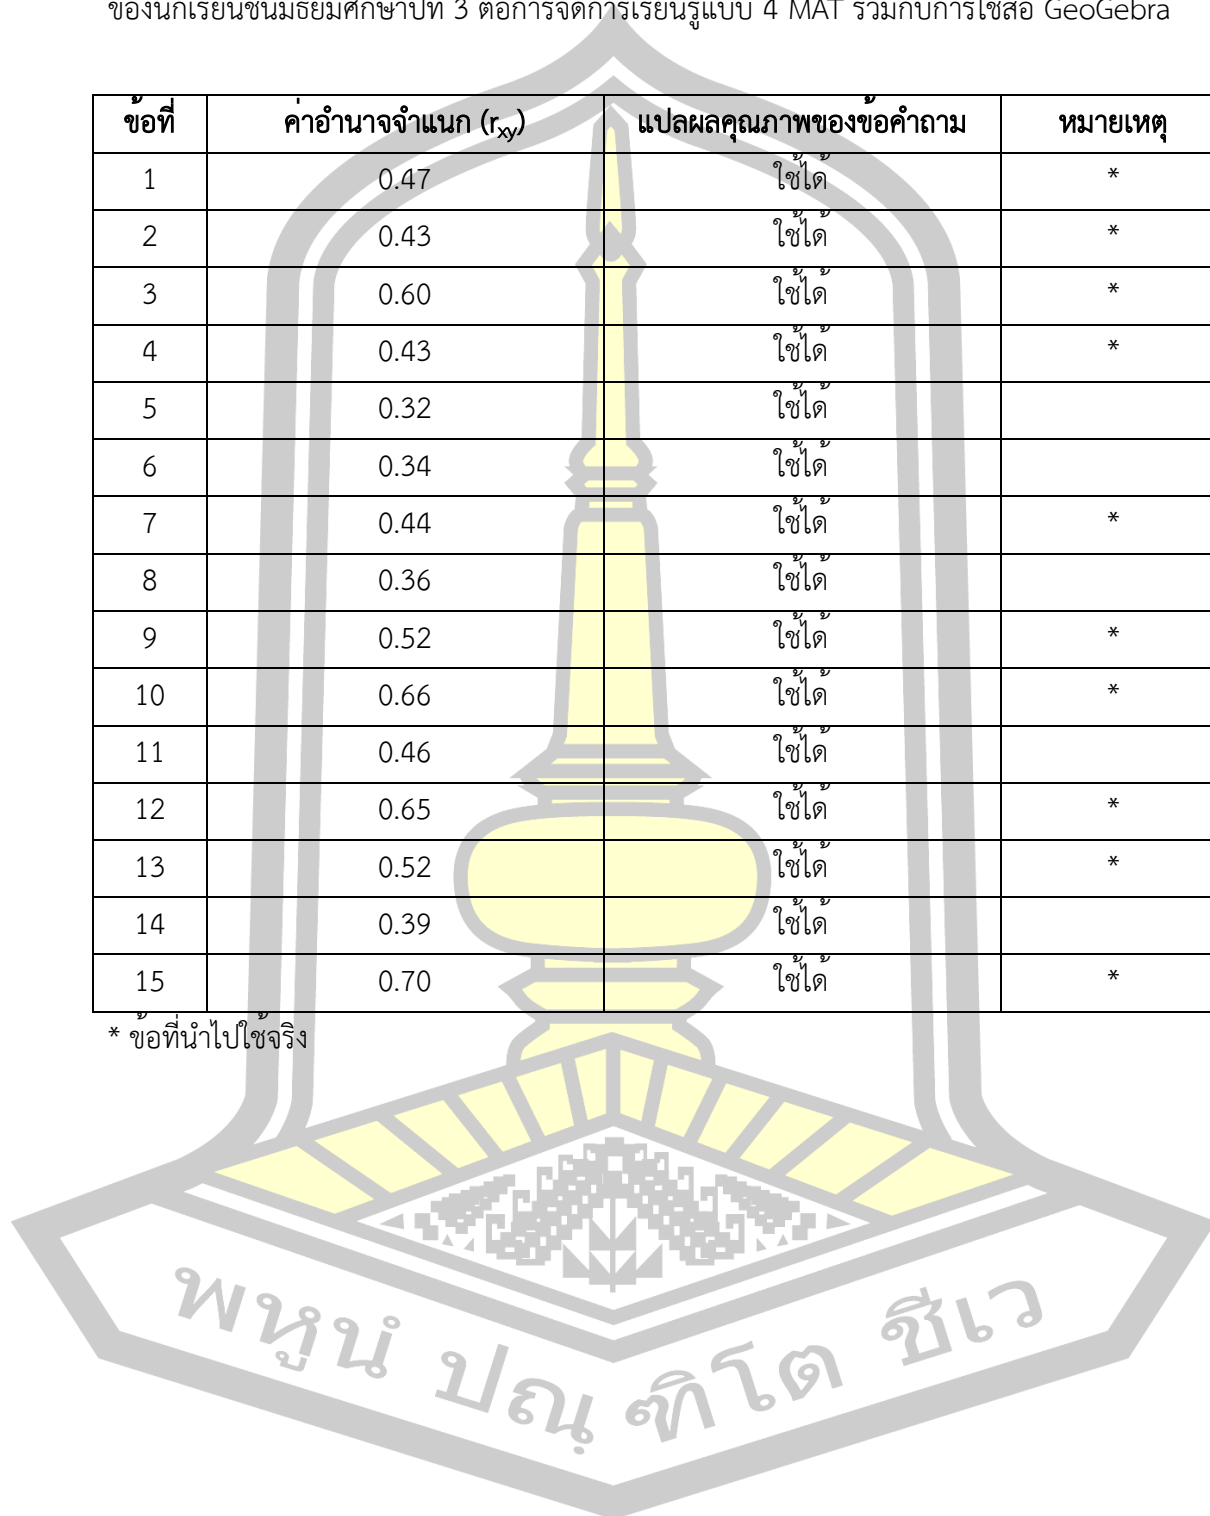 ของนักเรียนชั้นมัธยมศึกษาปีที่ 3 ต่อการจัดการเรียนรู้แบบ 4 MAT ร่วมกับการใช้สื่อ GeoGebra
ข้อที่ ค่าอำนาจจำแนก (rxy) แปลผลคุณภาพของข้อคำถาม หมายเหตุ
1 0.47 ใช้ได้ *
2 0.43 ใช้ได้ *
3 0.60 ใช้ได้ *
4 0.43 ใช้ได้ *
5 0.32 ใช้ได้
6 0.34 ใช้ได้
7 0.44 ใช้ได้ *
8 0.36 ใช้ได้
9 0.52 ใช้ได้ *
10 0.66 ใช้ได้ *
11 0.46 ใช้ได้
12 0.65 ใช้ได้ *
13 0.52 ใช้ได้ *
14 0.39 ใช้ได้
15 0.70 ใช้ได้ *
* ข้อที่นำไปใช้จริง
พหูนํ ปณฺฑิโต ชีเว